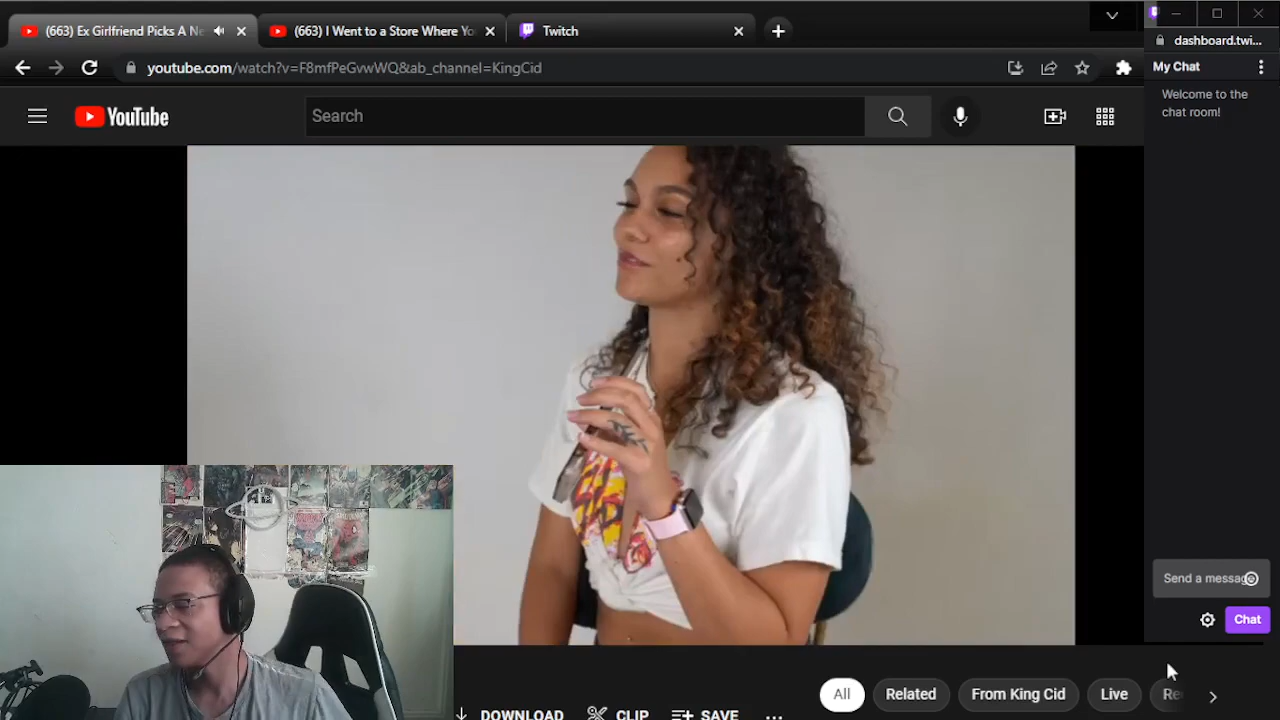 (663) Ex Girlfriend Picks A Ne
(663) I Went to a Store Where Yo
Twitch
youtube.com/watch?v=F8mfPeGvwWQ&ab_channel=KingCid
dashboard.twi...
YouTube
Search
My Chat
Welcome to the
chat room!
Send a message
Chat
All
Related
From King Cid
Live
Re
DOWNLOAD
CLIP
SAVE